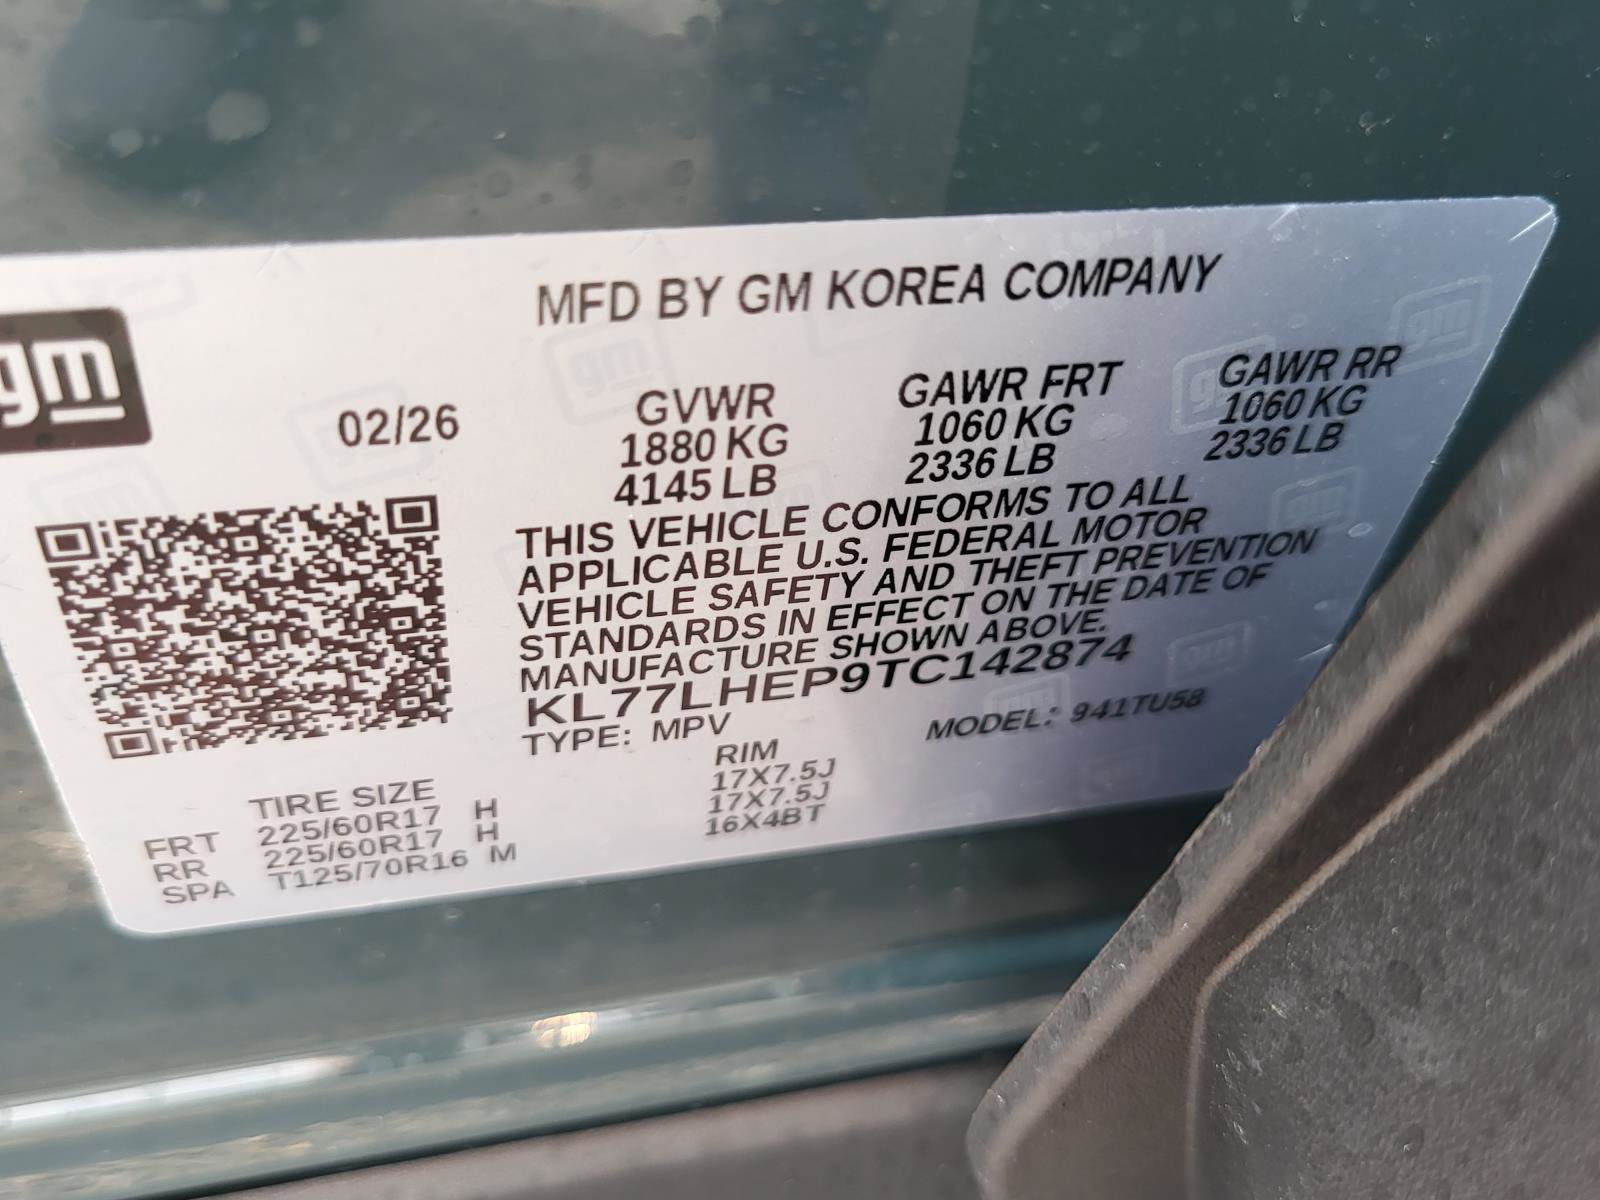 MFD BY GM KOREA COMPANY
gm
02/26
GVWR GAWR FRT GAWR RR
1880 KG 1060 KG 1060 KG
4145 LB 2336 LB 2336 LB
THIS VEHICLE CONFORMS TO ALL
APPLICABLE U.S. FEDERAL MOTOR
VEHICLE SAFETY AND THEFT PREVENTION
STANDARDS IN EFFECT ON THE DATE OF
MANUFACTURE SHOWN ABOVE.
KL77LHEP9TC142874
TYPE: MPV MODEL: 941TU58
TIRE SIZE RIM
FRT 225/60R17 H 17X7.5J
RR 225/60R17 H 17X7.5J
SPA T125/70R16 M 16X4BT